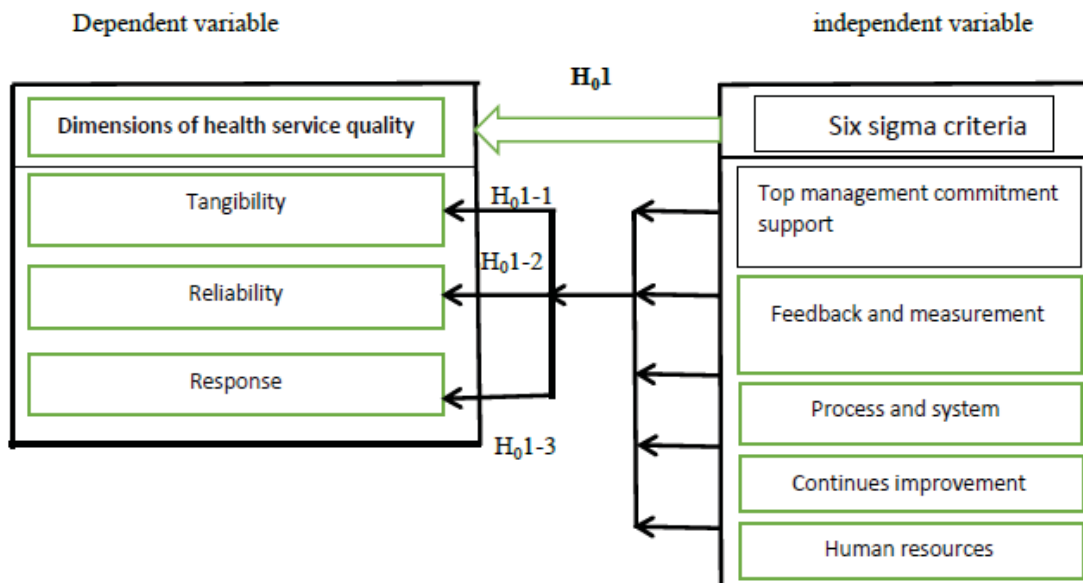 Dependent variable
independent variable
H₀1
Dimensions of health service quality
Six sigma criteria
Tangibility
H₀1-1
Top management commitment
support
H₀1-2
Reliability
Feedback and measurement
Response
Process and system
H₀1-3
Continues improvement
Human resources